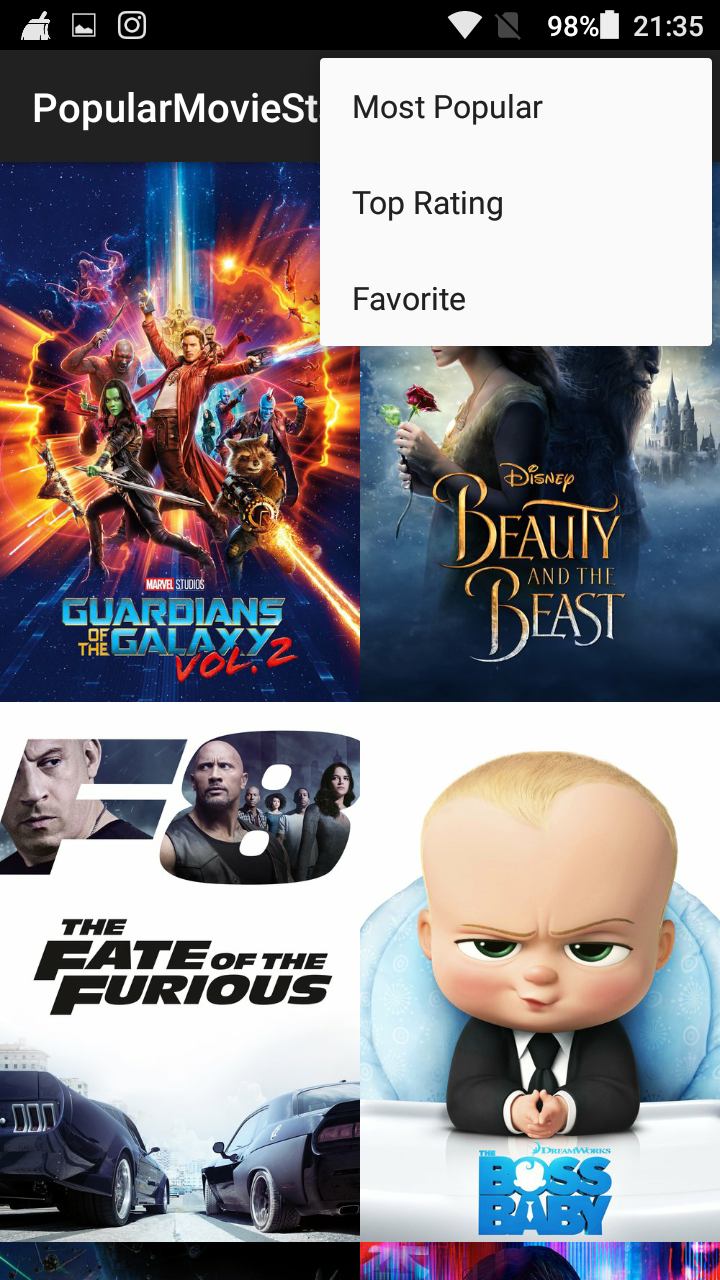 98% 21:35
PopularMovieSt
Most Popular
Top Rating
Favorite
MARVEL STUDIOS
GUARDIANS
OF THE GALAXY
VOL. 2
Disney
BEAUTY
AND THE
BEAST
F8
THE
FATE OF THE
FURIOUS
DREAMWORKS
THE
BOSS
BABY